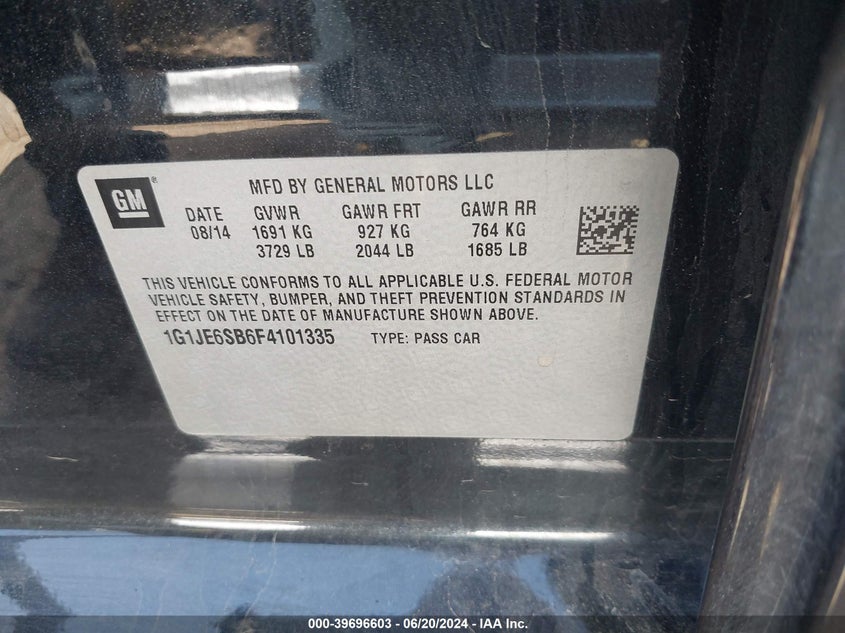 GM
MFD BY GENERAL MOTORS LLC
DATE GVWR GAWR FRT GAWR RR
08/14 1691 KG 927 KG 764 KG
3729 LB 2044 LB 1685 LB
THIS VEHICLE CONFORMS TO ALL APPLICABLE U.S. FEDERAL MOTOR
VEHICLE SAFETY, BUMPER, AND THEFT PREVENTION STANDARDS IN
EFFECT ON THE DATE OF MANUFACTURE SHOWN ABOVE.
1G1JE6SB6F4101335 TYPE: PASS CAR
000-39696603 / 06/20/2024 - IAA Inc.